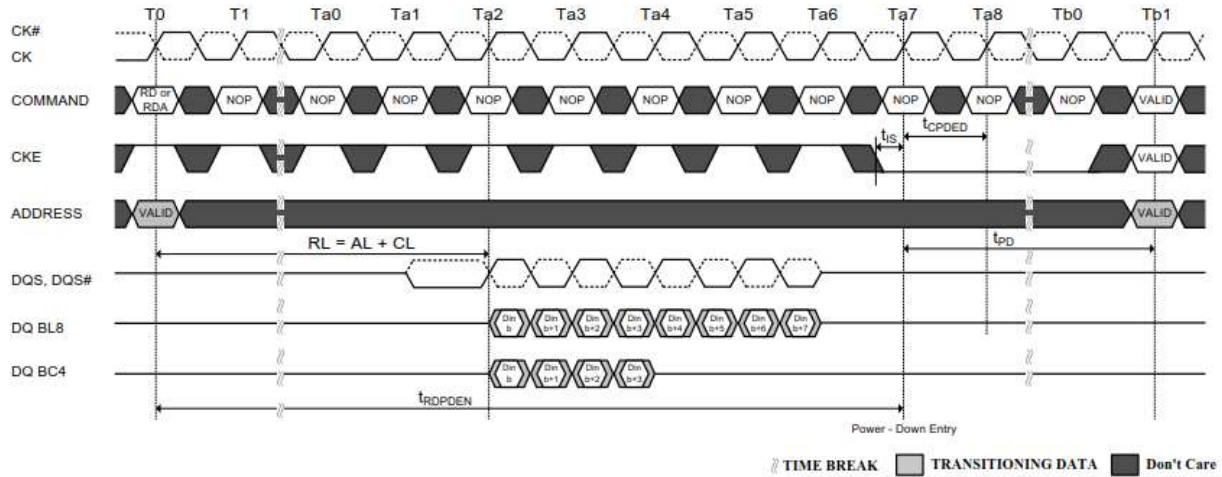 T0 T1 Ta0 Ta1 Ta2 Ta3 Ta4 Ta5 Ta6 Ta7 Ta8 Tb0 Tb1
CK#
CK
COMMAND
RD or
RDA
NOP NOP NOP NOP NOP NOP NOP NOP NOP NOP NOP VALID
tIS tCPDED
CKE VALID
ADDRESS VALID VALID
RL = AL + CL
tPD
DQS, DQS#
DQ BL8
Din Din Din Din Din Din Din Din
b b+1 b+2 b+3 b+4 b+5 b+6 b+7
DQ BC4
Din Din Din Din
b b+1 b+2 b+3
tRDPDEN
Power - Down Entry
TIME BREAK TRANSITIONING DATA Don't Care